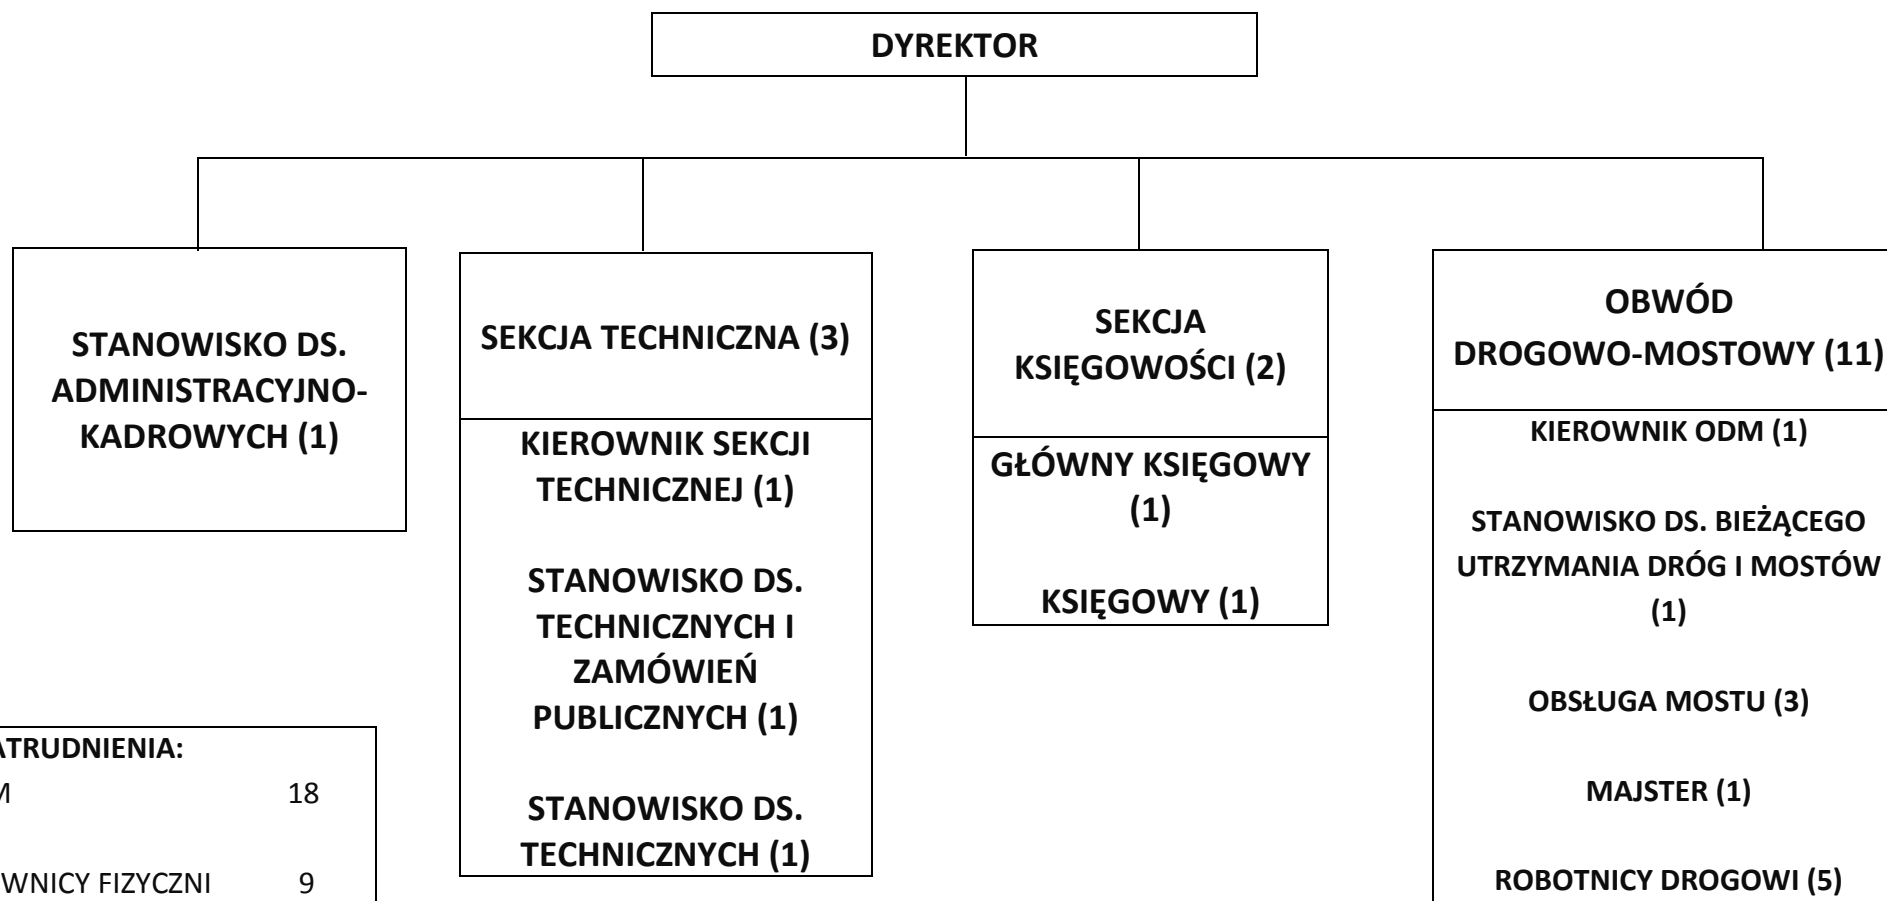 DYREKTOR
STANOWISKO DS.
ADMINISTRACYJNO-
KADROWYCH (1)
SEKCJA TECHNICZNA (3)
KIEROWNIK SEKCJI
TECHNICZNEJ (1)
STANOWISKO DS.
TECHNICZNYCH I
ZAMÓWIEŃ
PUBLICZNYCH (1)
STANOWISKO DS.
TECHNICZNYCH (1)
SEKCJA
KSIĘGOWOŚCI (2)
GŁÓWNY KSIĘGOWY
(1)
KSIĘGOWY (1)
OBWÓD
DROGOWO-MOSTOWY (11)
KIEROWNIK ODM (1)
STANOWISKO DS. BIEŻĄCEGO
UTRZYMANIA DRÓG I MOSTÓW
(1)
OBSŁUGA MOSTU (3)
MAJSTER (1)
ROBOTNICY DROGOWI (5)
ATRUDNIENIA:
M 18
WNICY FIZYCZNI 9